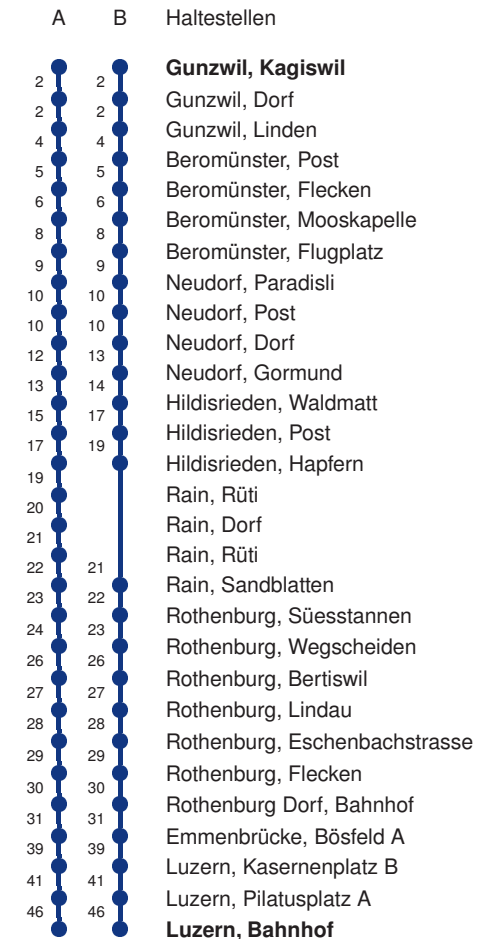 A B Haltestellen
Gunzwil, Kagiswil
2 2
Gunzwil, Dorf
2 2
Gunzwil, Linden
4 4
Beromünster, Post
5 5
Beromünster, Flecken
6 6
Beromünster, Mooskapelle
8 8
Beromünster, Flugplatz
9 9
Neudorf, Paradisli
10 10
Neudorf, Post
10 10
Neudorf, Dorf
12 13
Neudorf, Gormund
13 14
Hildisrieden, Waldmatt
15 17
Hildisrieden, Post
17 19
Hildisrieden, Hapfern
19
Rain, Rüti
20
Rain, Dorf
21
Rain, Rüti
22 21
Rain, Sandblatten
23 22
Rothenburg, Süesstannen
24 23
Rothenburg, Wegscheiden
26 26
Rothenburg, Bertiswil
27 27
Rothenburg, Lindau
28 28
Rothenburg, Eschenbachstrasse
29 29
Rothenburg, Flecken
30 30
Rothenburg Dorf, Bahnhof
31 31
Emmenbrücke, Bösfeld A
39 39
Luzern, Kasernenplatz B
41 41
Luzern, Pilatusplatz A
46 46
Luzern, Bahnhof